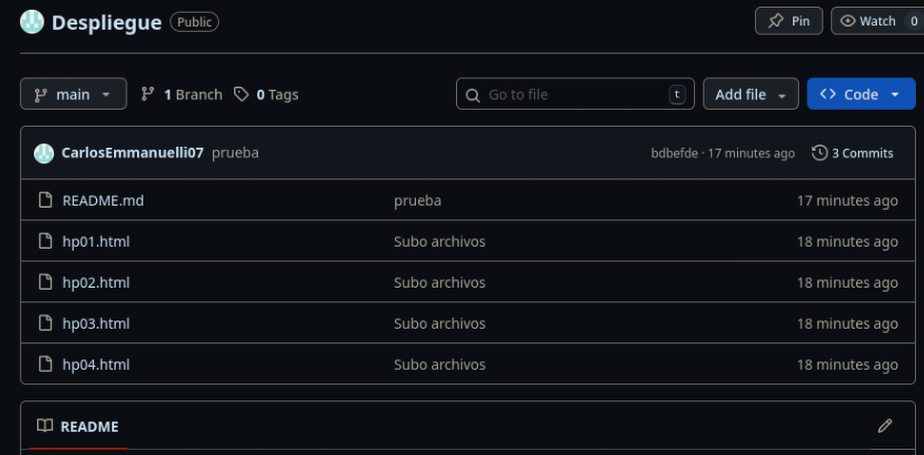 Despliegue Public Pin Watch 0
main 1 Branch 0 Tags Go to file t Add file Code
CarlosEmmanuelli07 prueba bdbefde · 17 minutes ago 3 Commits
README.md prueba 17 minutes ago
hp01.html Subo archivos 18 minutes ago
hp02.html Subo archivos 18 minutes ago
hp03.html Subo archivos 18 minutes ago
hp04.html Subo archivos 18 minutes ago
README